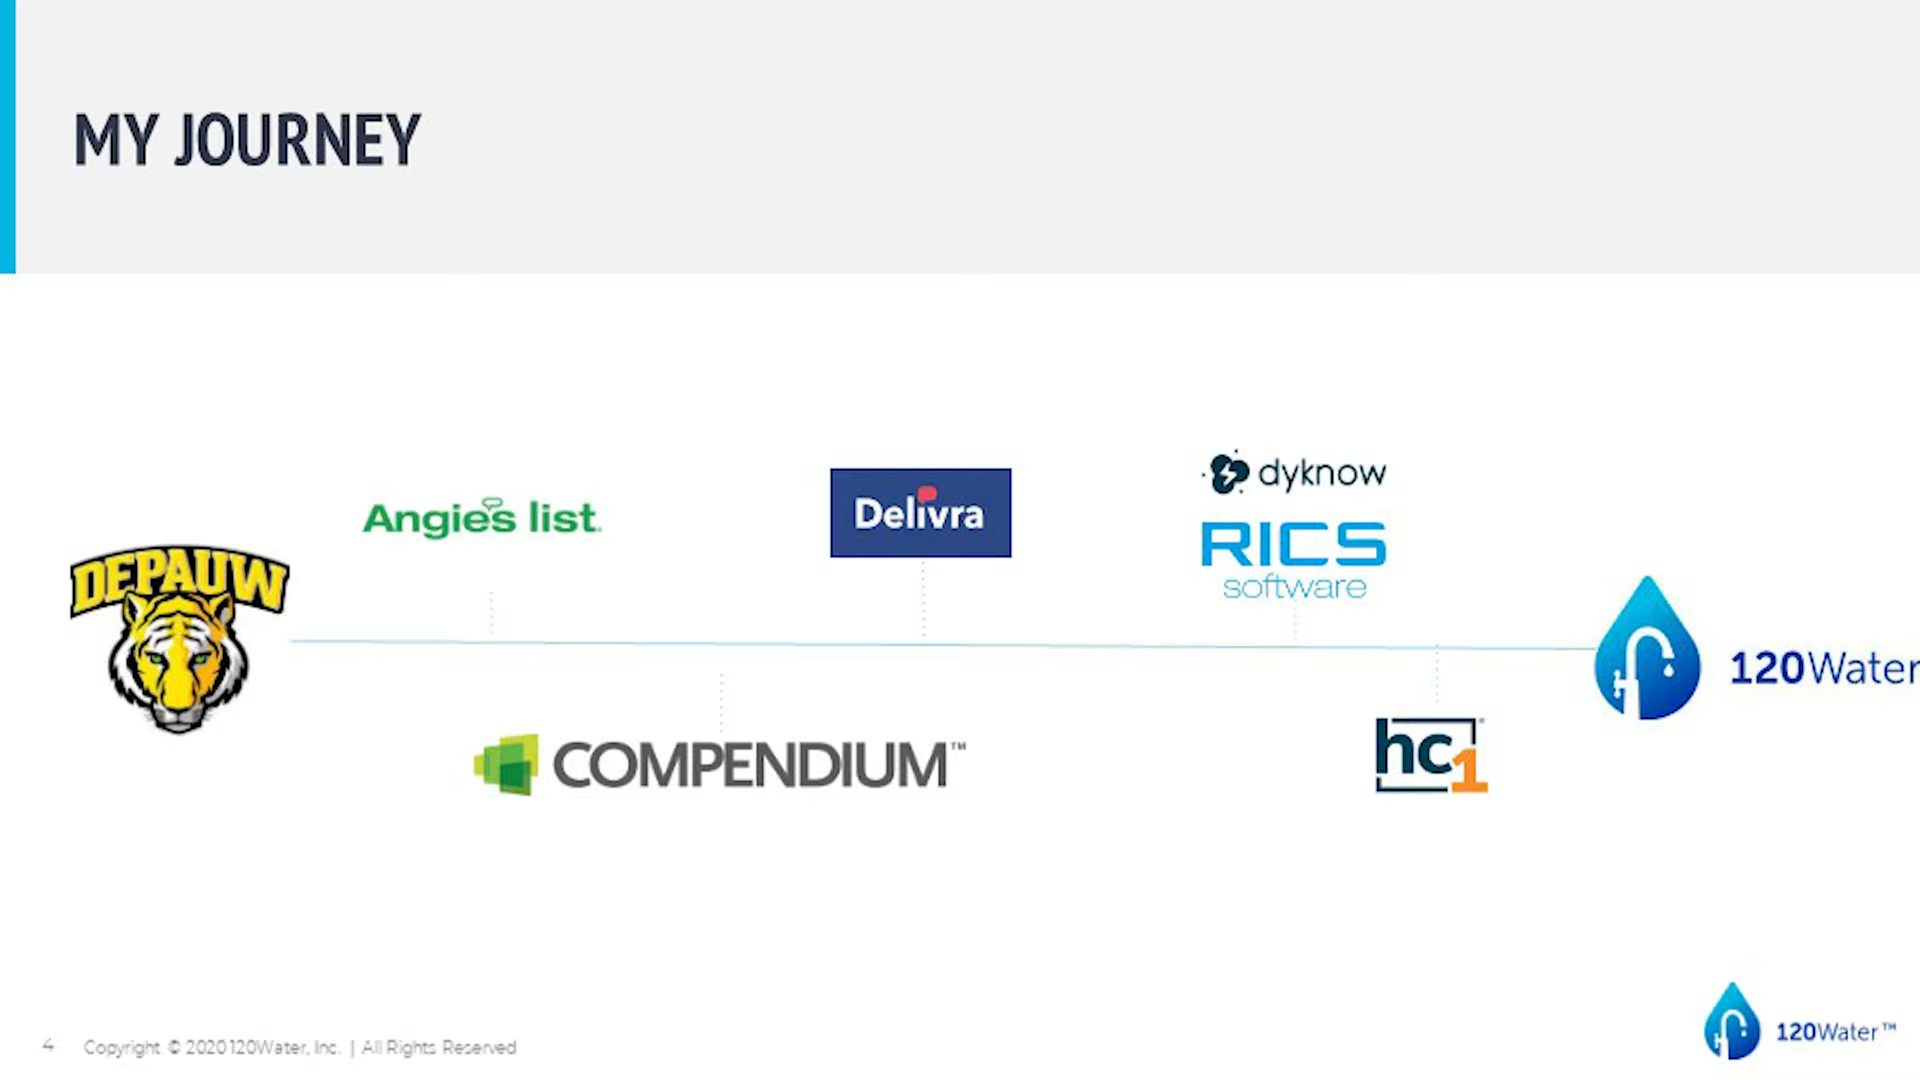 MY JOURNEY
DEPAUW
Angie's list.
COMPENDIUM™
Delivra
dyknow
RICS
software
hc1
120Water
4 Copyright © 2020 120Water, Inc. | All Rights Reserved
120Water™